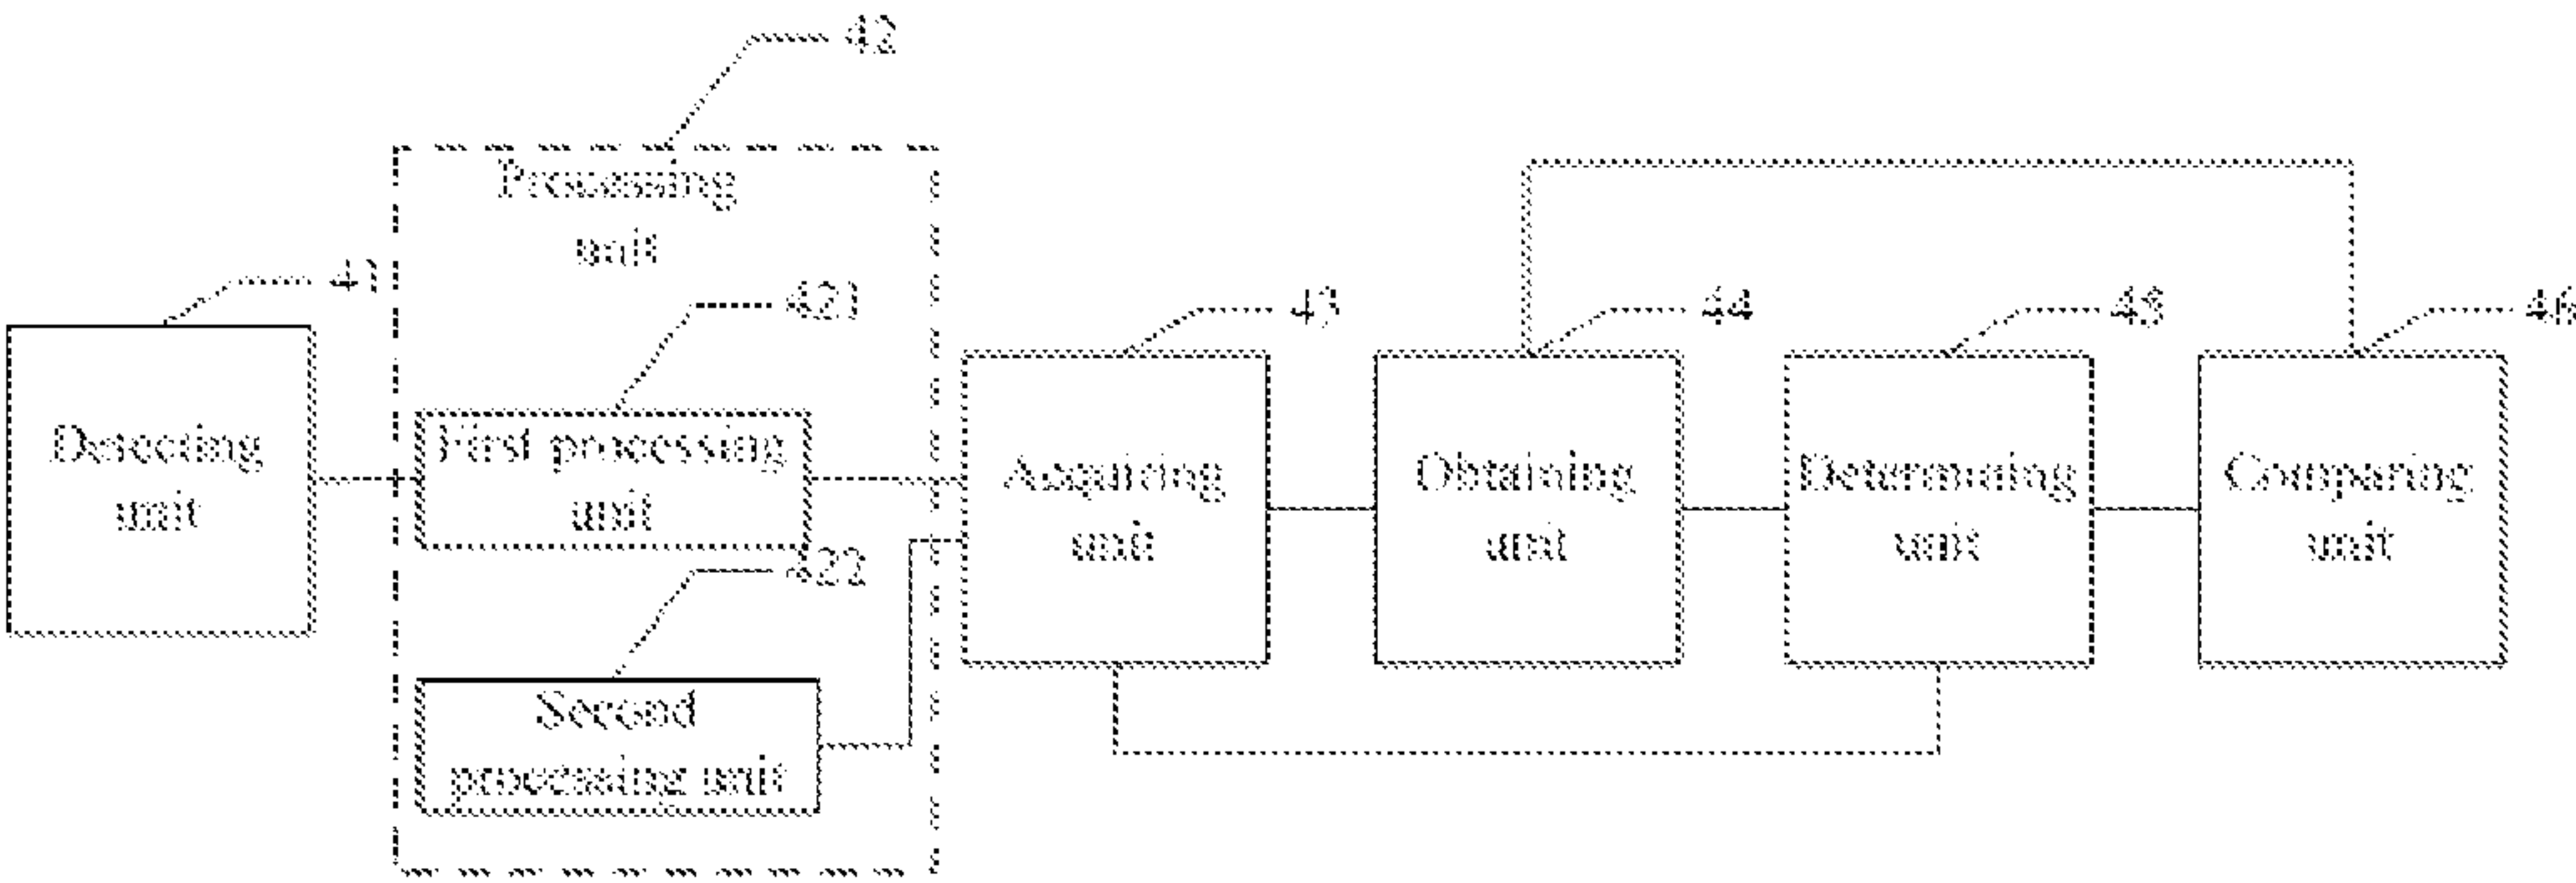 42
Processing
unit
41
421
43
44
45
46
Detecting
unit
First processing
unit
Acquiring
unit
Obtaining
unit
Determining
unit
Comparing
unit
422
Second
processing unit